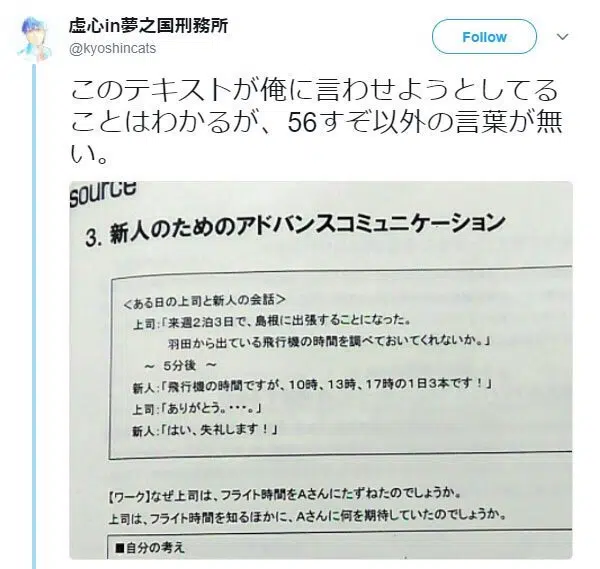 虚心in夢之国刑務所
@kyoshincats
Follow
このテキストが俺に言わせようとしてる
ことはわかるが、56すぞ以外の言葉が無
い。
source
3. 新人のためのアドバンスコミュニケーション
<ある日の上司と新人の会話>
上司:「来週2泊3日で、島根に出張することになった。
羽田から出ている飛行機の時間を調べておいてくれないか。」
~ 5分後 ~
新人:「飛行機の時間ですが、10時、13時、17時の1日3本です!」
上司:「ありがとう。・・・。」
新人:「はい、失礼します!」
【ワーク】なぜ上司は、フライト時間をAさんにたずねたのでしょうか。
上司は、フライト時間を知るほかに、Aさんに何を期待していたのでしょうか。
■自分の考え